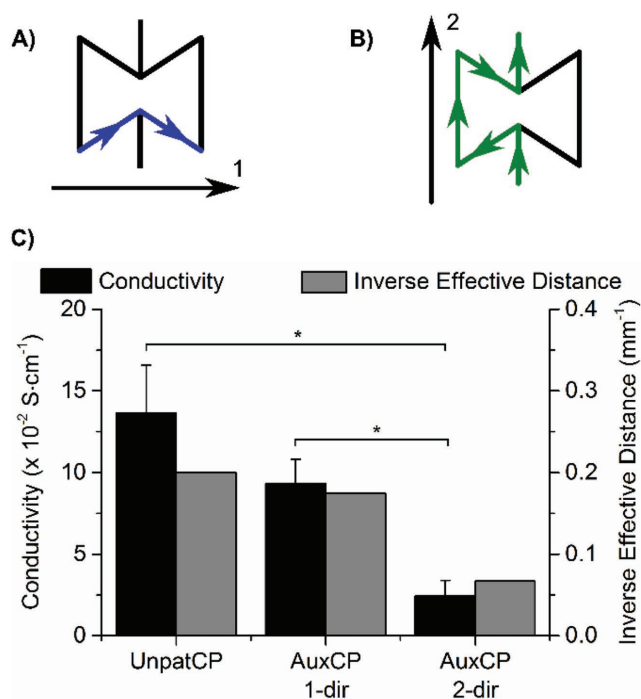 A)
B)
1
2
C)
Conductivity
Inverse Effective Distance
Conductivity (x 10⁻² S·cm⁻¹)
20
15
10
5
0
*
*
0.4
0.3
0.2
0.1
0.0
Inverse Effective Distance (mm⁻¹)
UnpatCP
AuxCP
1-dir
AuxCP
2-dir